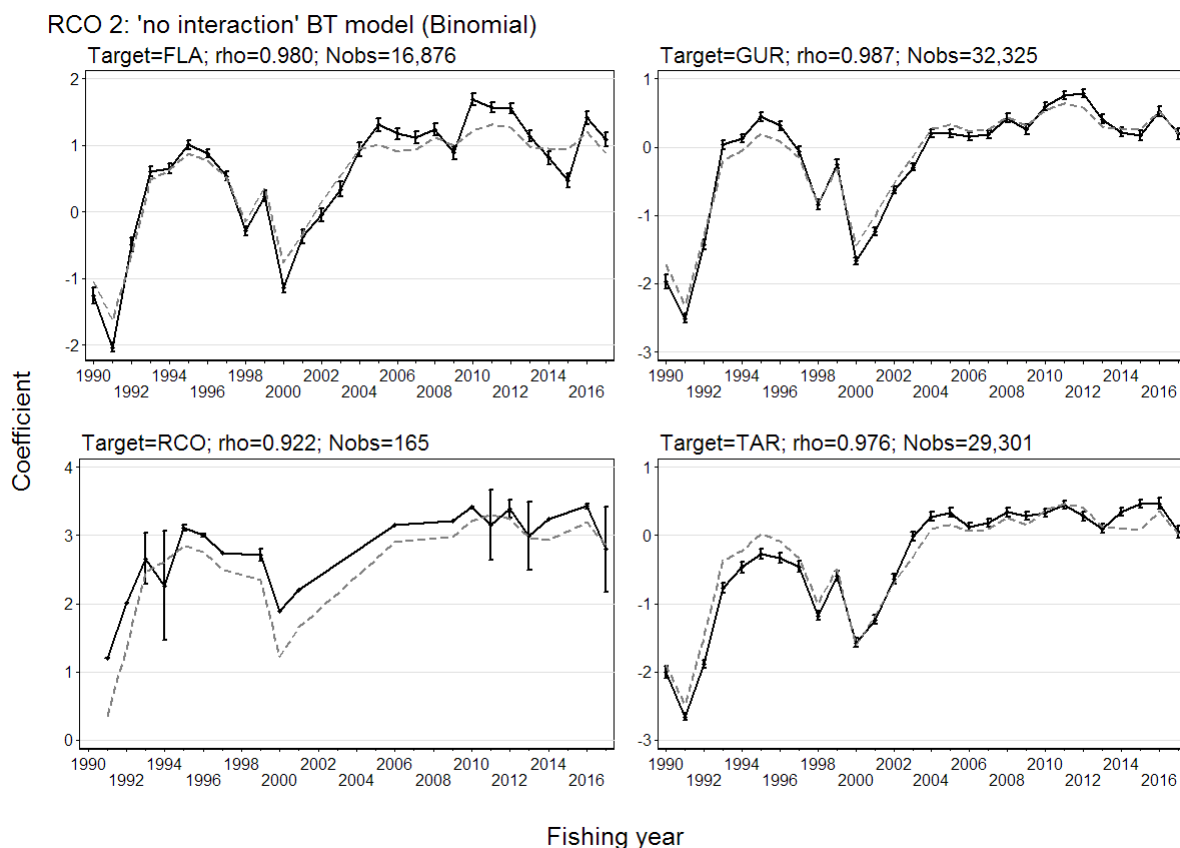 RCO 2: 'no interaction' BT model (Binomial)
Target=FLA; rho=0.980; Nobs=16,876
2
1
0
-1
-2
1990 1994 1998 2002 2006 2010 2014
1992 1996 2000 2004 2008 2012 2016
Target=GUR; rho=0.987; Nobs=32,325
1
0
-1
-2
-3
1990 1994 1998 2002 2006 2010 2014
1992 1996 2000 2004 2008 2012 2016
Coefficient
Target=RCO; rho=0.922; Nobs=165
4
3
2
1
0
1990 1994 1998 2002 2006 2010 2014
1992 1996 2000 2004 2008 2012 2016
Target=TAR; rho=0.976; Nobs=29,301
1
0
-1
-2
-3
1990 1994 1998 2002 2006 2010 2014
1992 1996 2000 2004 2008 2012 2016
Fishing year